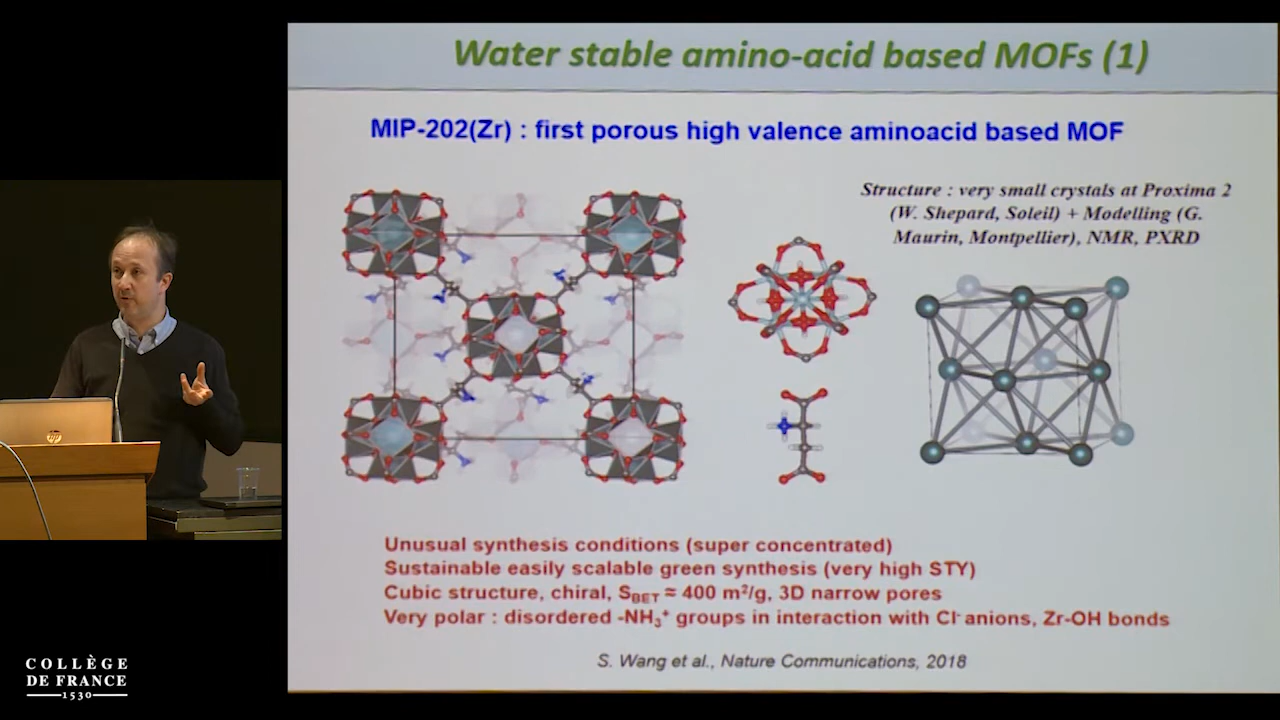 Water stable amino-acid based MOFs (1)
MIP-202(Zr) : first porous high valence aminoacid based MOF
Structure : very small crystals at Proxima 2
(W. Shepard, Soleil) + Modelling (G.
Maurin, Montpellier), NMR, PXRD
Unusual synthesis conditions (super concentrated)
Sustainable easily scalable green synthesis (very high STY)
Cubic structure, chiral, S_BET ≈ 400 m²/g, 3D narrow pores
Very polar : disordered -NH₃⁺ groups in interaction with Cl⁻ anions, Zr-OH bonds
S. Wang et al., Nature Communications, 2018
hp
COLLÈGE
DE FRANCE
1530